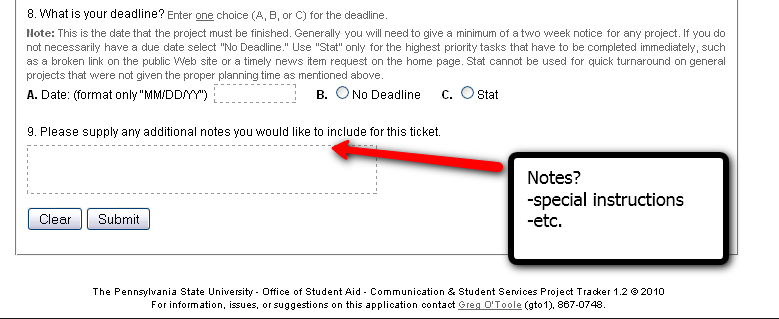 8. What is your deadline? Enter one choice (A, B, or C) for the deadline.
Note: This is the date that the project must be finished. Generally you will need to give a minimum of a two week notice for any project. If you do
not necessarily have a due date select "No Deadline." Use "Stat" only for the highest priority tasks that have to be completed immediately, such
as a broken link on the public Web site or a timely news item request on the home page. Stat cannot be used for quick turnaround on general
projects that were not given the proper planning time as mentioned above.
A. Date: (format only "MM/DD/YY") B. No Deadline C. Stat
9. Please supply any additional notes you would like to include for this ticket.
Notes?
-special instructions
-etc.
Clear Submit
The Pennsylvania State University - Office of Student Aid - Communication & Student Services Project Tracker 1.2 © 2010
For information, issues, or suggestions on this application contact Greg O'Toole (gto1), 867-0748.